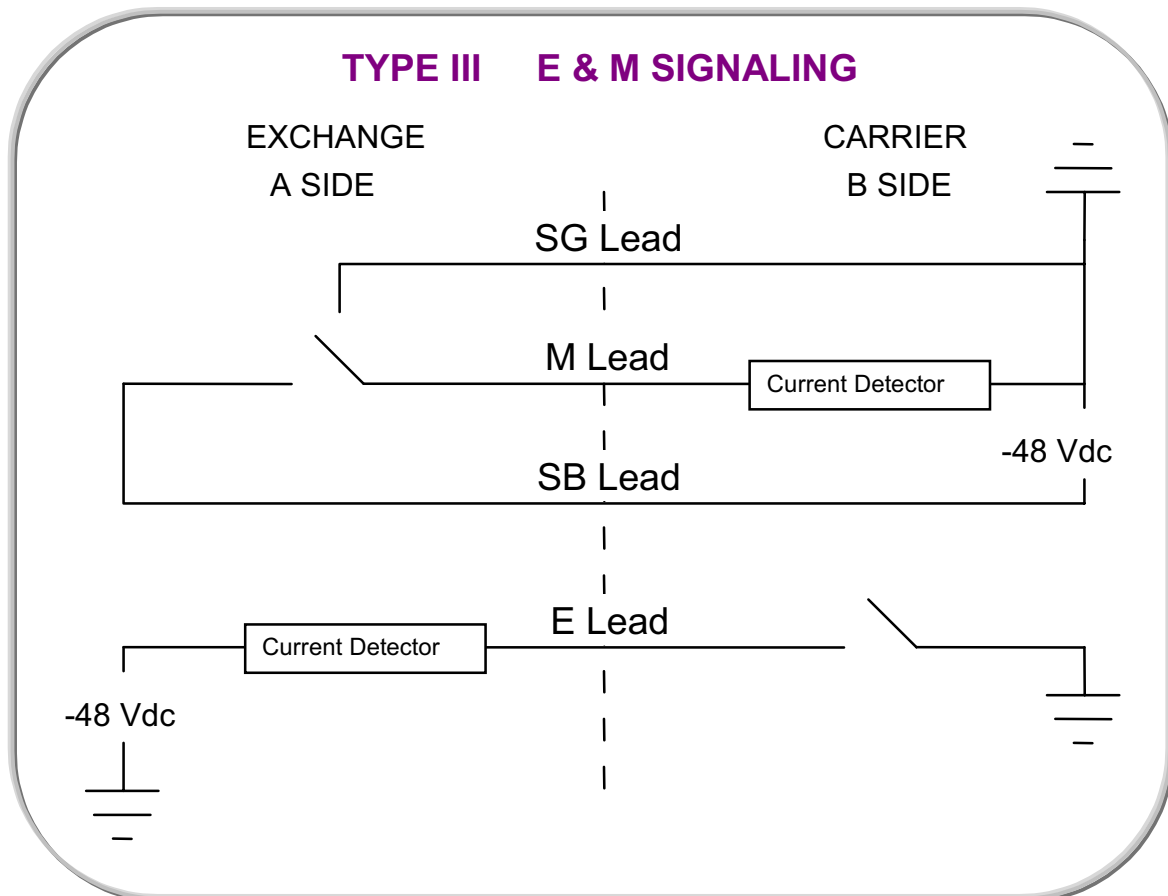 TYPE III E & M SIGNALING
EXCHANGE
A SIDE
CARRIER
B SIDE
SG Lead
M Lead
Current Detector
-48 Vdc
SB Lead
E Lead
Current Detector
-48 Vdc